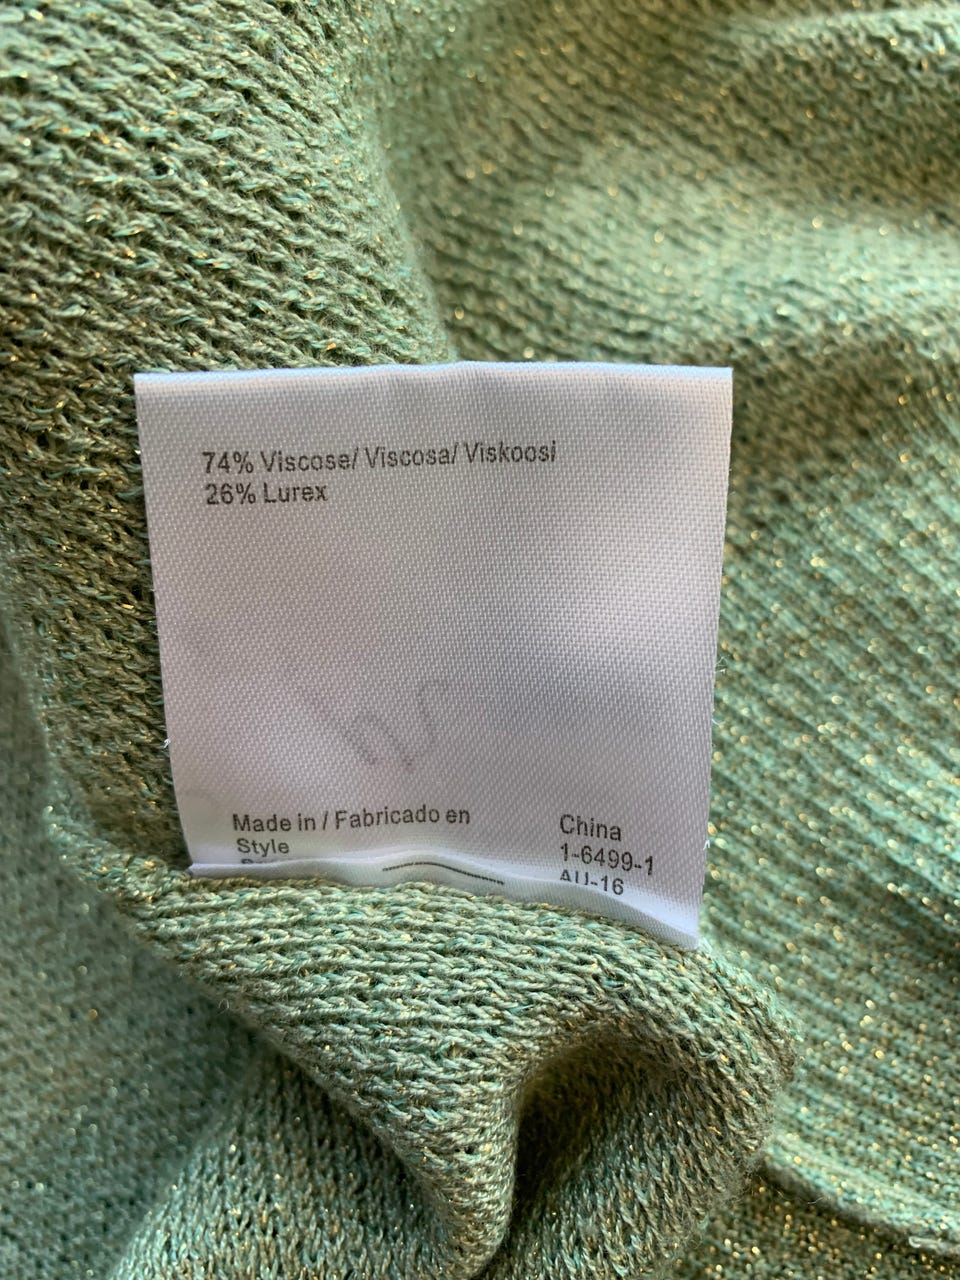 74% Viscose/ Viscosa/ Viskoosi
26% Lurex
Made in / Fabricado en China
Style 1-6499-1
AU-16